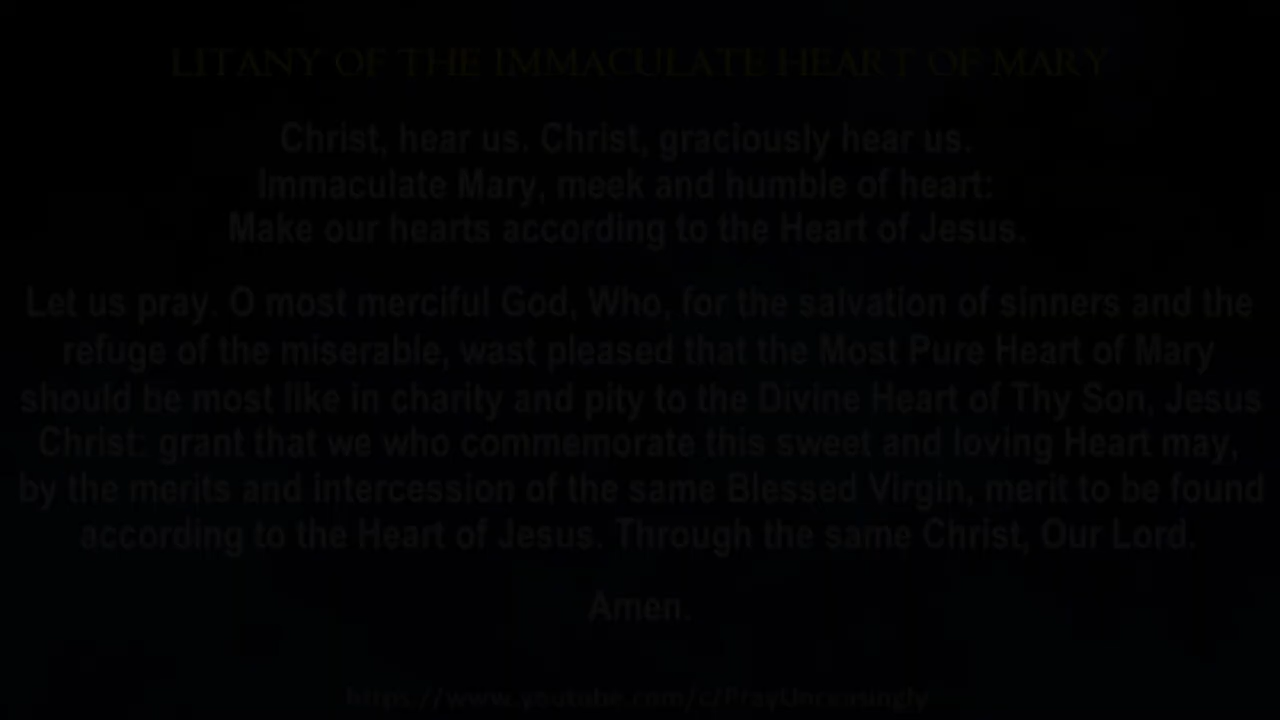 LITANY OF THE IMMACULATE HEART OF MARY
Christ, hear us. Christ, graciously hear us.
Immaculate Mary, meek and humble of heart:
Make our hearts according to the Heart of Jesus.
Let us pray. O most merciful God, Who, for the salvation of sinners and the
refuge of the miserable, wast pleased that the Most Pure Heart of Mary
should be most like in charity and pity to the Divine Heart of Thy Son, Jesus
Christ: grant that we who commemorate this sweet and loving Heart may,
by the merits and intercession of the same Blessed Virgin, merit to be found
according to the Heart of Jesus. Through the same Christ, Our Lord.
Amen.
https://www.youtube.com/c/PrayUnceasingly